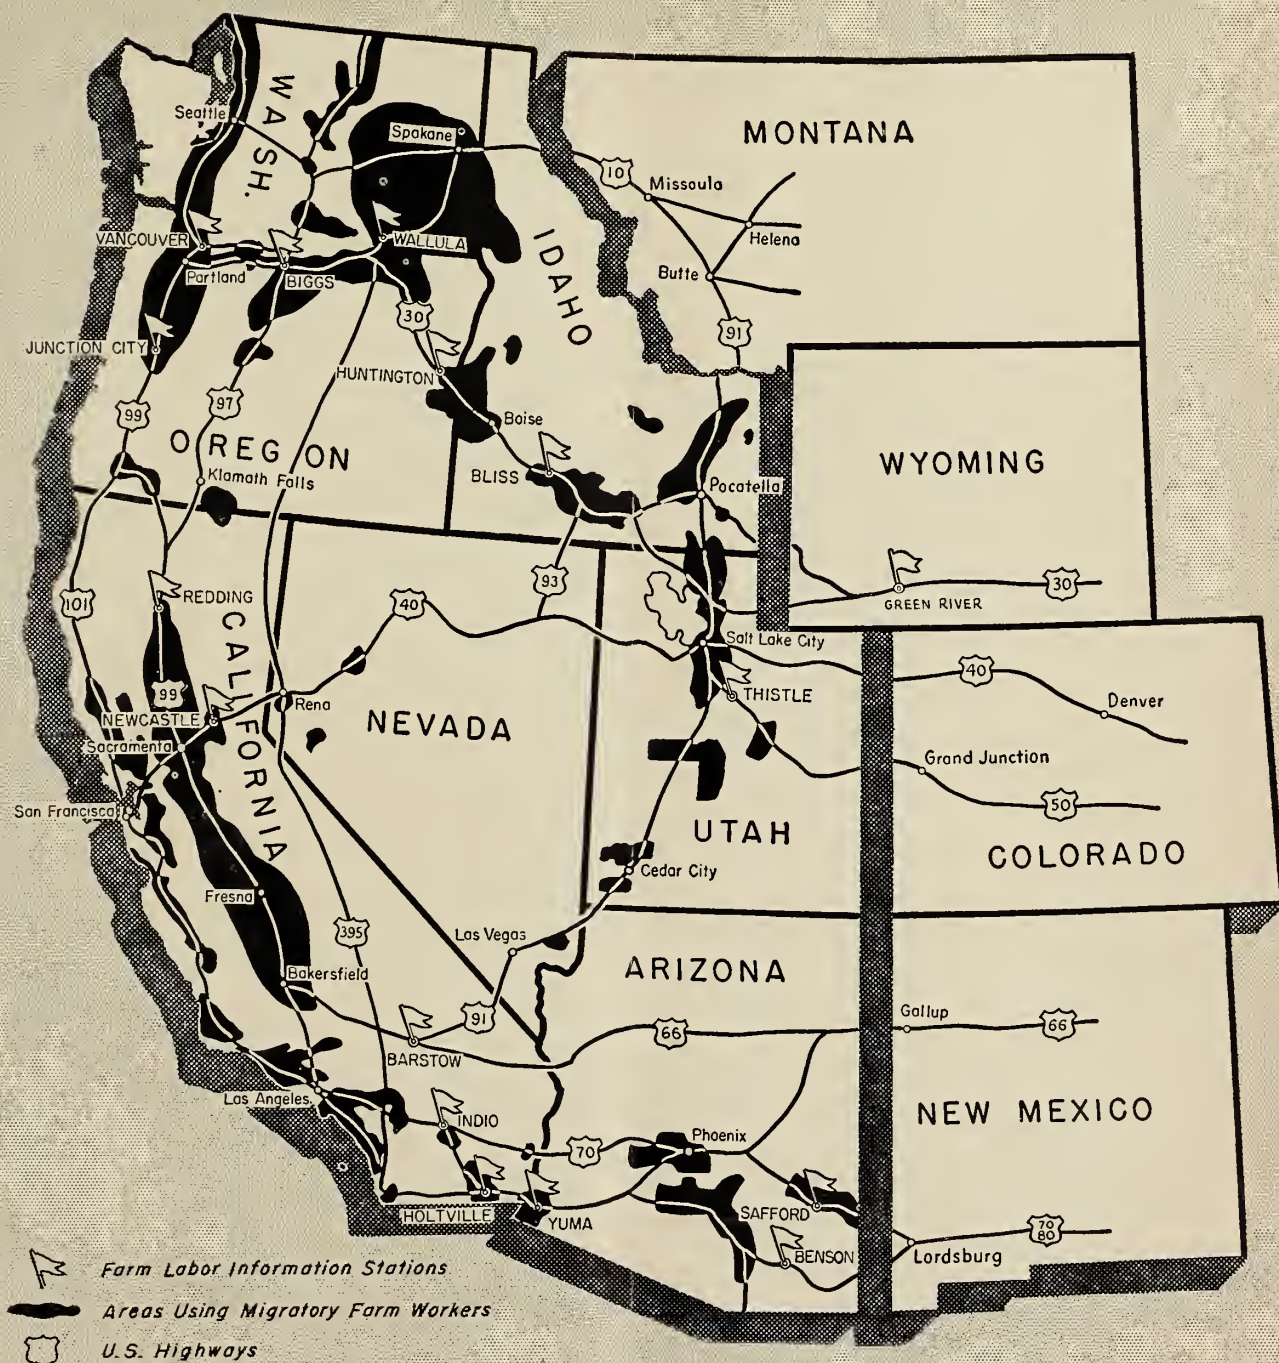 WASH.
Seattle
Spokane
MONTANA
10
Missoula
Helena
Butte
91
VANCOUVER
WALLULA
Portland
BIGGS
IDAHO
30
JUNCTION CITY
HUNTINGTON
99
97
Boise
OREGON
Klamath Falls
BLISS
Pocatella
WYOMING
101
REDDING
40
93
GREEN RIVER
30
CALIFORNIA
Salt Lake City
99
THISTLE
40
Denver
NEWCASTLE
Rena
NEVADA
Sacramenta
Grand Junction
San Francisca
50
UTAH
COLORADO
Cedar City
Fresna
395
Las Vegas
ARIZONA
Bakersfield
91
66
Gallup
66
BARSTOW
Los Angeles.
INDIO
70
Phoenix
NEW MEXICO
HOLTVILLE
YUMA
SAFFORD
BENSON
Lordsburg
70
80
Farm Labor Information Stations
Areas Using Migratory Farm Workers
U.S. Highways